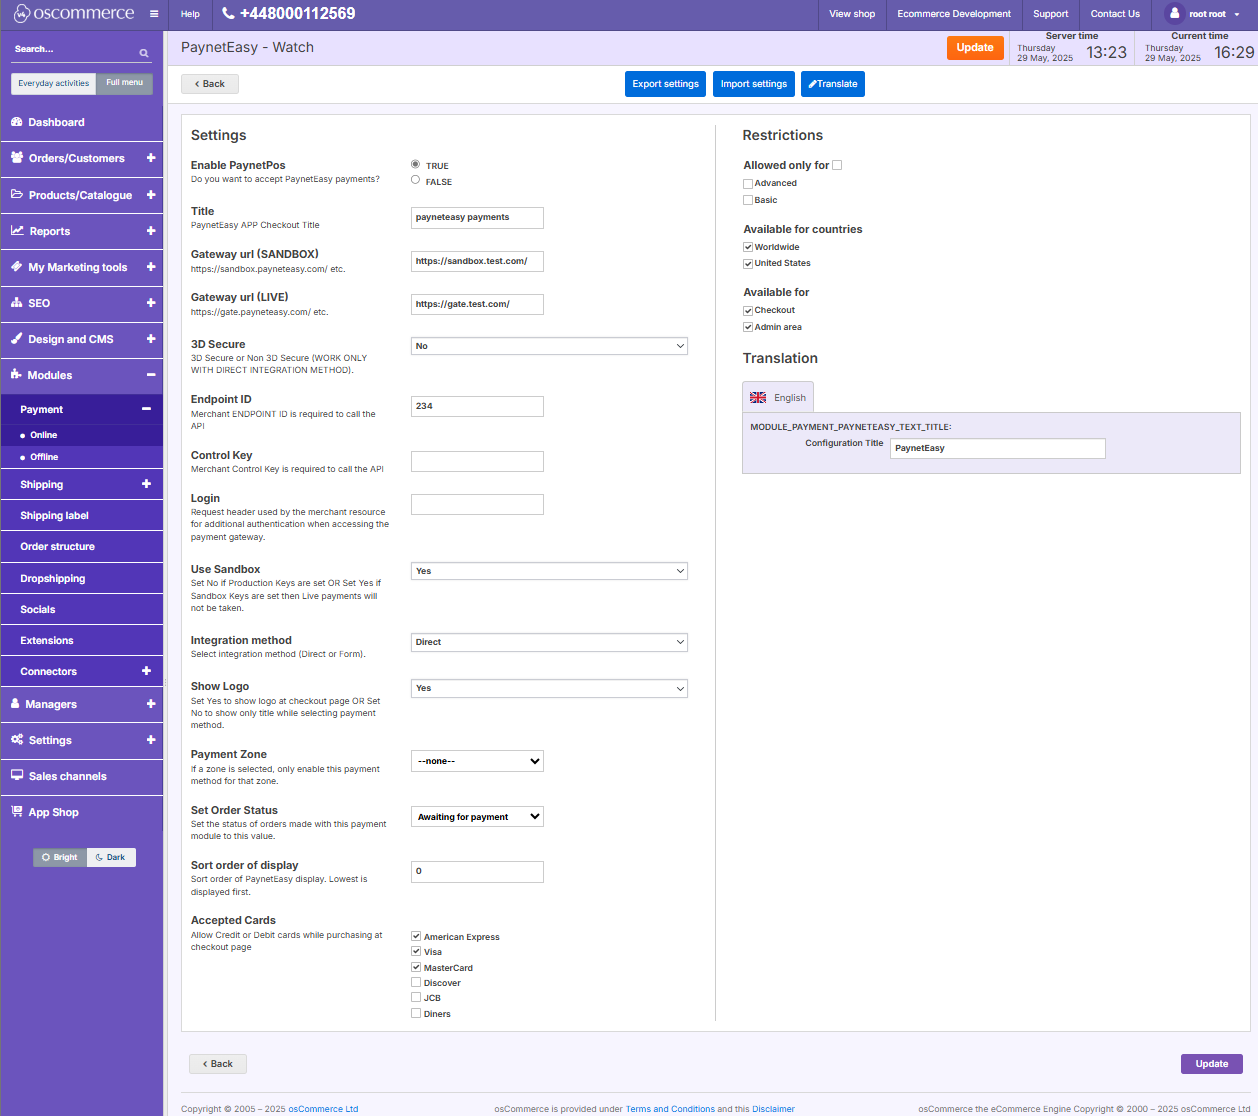 oscommerce
Help
+448000112569
View shop
Ecommerce Development
Support
Contact Us
root root
Search...
Everyday activities
Full menu
Dashboard
Orders/Customers
Products/Catalogue
Reports
My Marketing tools
SEO
Design and CMS
Modules
Payment
Online
Offline
Shipping
Shipping label
Order structure
Dropshipping
Socials
Extensions
Connectors
Managers
Settings
Sales channels
App Shop
Bright
Dark
PaynetEasy - Watch
Update
Server time
Thursday
29 May, 2025
13:23
Current time
Thursday
29 May, 2025
16:29
Back
Export settings
Import settings
Translate
Settings
Enable PaynetPos
Do you want to accept PaynetEasy payments?
TRUE
FALSE
Title
PaynetEasy APP Checkout Title
payneteasy payments
Gateway url (SANDBOX)
https://sandbox.payneteasy.com/ etc.
https://sandbox.test.com/
Gateway url (LIVE)
https://gate.payneteasy.com/ etc.
https://gate.test.com/
3D Secure
3D Secure or Non 3D Secure (WORK ONLY
WITH DIRECT INTEGRATION METHOD).
No
Endpoint ID
Merchant ENDPOINT ID is required to call the
API
234
Control Key
Merchant Control Key is required to call the API
Login
Request header used by the merchant resource
for additional authentication when accessing the
payment gateway.
Use Sandbox
Set No if Production Keys are set OR Set Yes if
Sandbox Keys are set then Live payments will
not be taken.
Yes
Integration method
Select integration method (Direct or Form).
Direct
Show Logo
Set Yes to show logo at checkout page OR Set
No to show only title while selecting payment
method.
Yes
Payment Zone
If a zone is selected, only enable this payment
method for that zone.
--none--
Set Order Status
Set the status of orders made with this payment
module to this value.
Awaiting for payment
Sort order of display
Sort order of PaynetEasy display. Lowest is
displayed first.
0
Accepted Cards
Allow Credit or Debit cards while purchasing at
checkout page
American Express
Visa
MasterCard
Discover
JCB
Diners
Restrictions
Allowed only for
Advanced
Basic
Available for countries
Worldwide
United States
Available for
Checkout
Admin area
Translation
English
MODULE_PAYMENT_PAYNETEASY_TEXT_TITLE:
Configuration Title
PaynetEasy
Back
Update
Copyright © 2005 – 2025 osCommerce Ltd
osCommerce is provided under Terms and Conditions and this Disclaimer
osCommerce the eCommerce Engine Copyright © 2000 – 2025 osCommerce Ltd